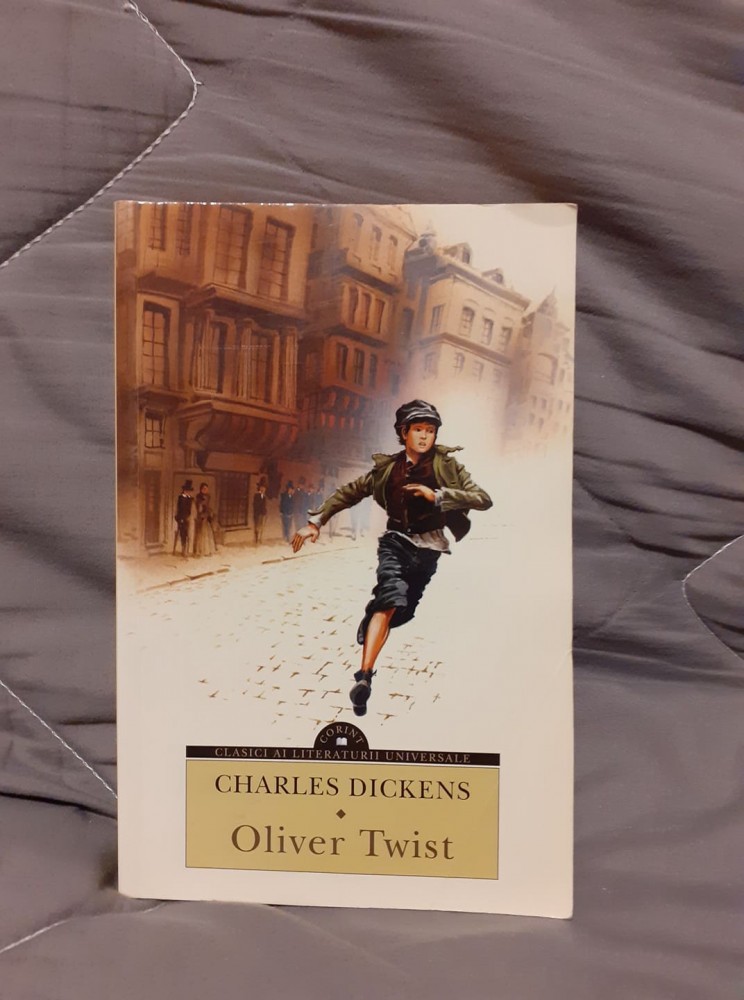 CORINT
CLASICI AI LITERATURII UNIVERSALE
CHARLES DICKENS
Oliver Twist